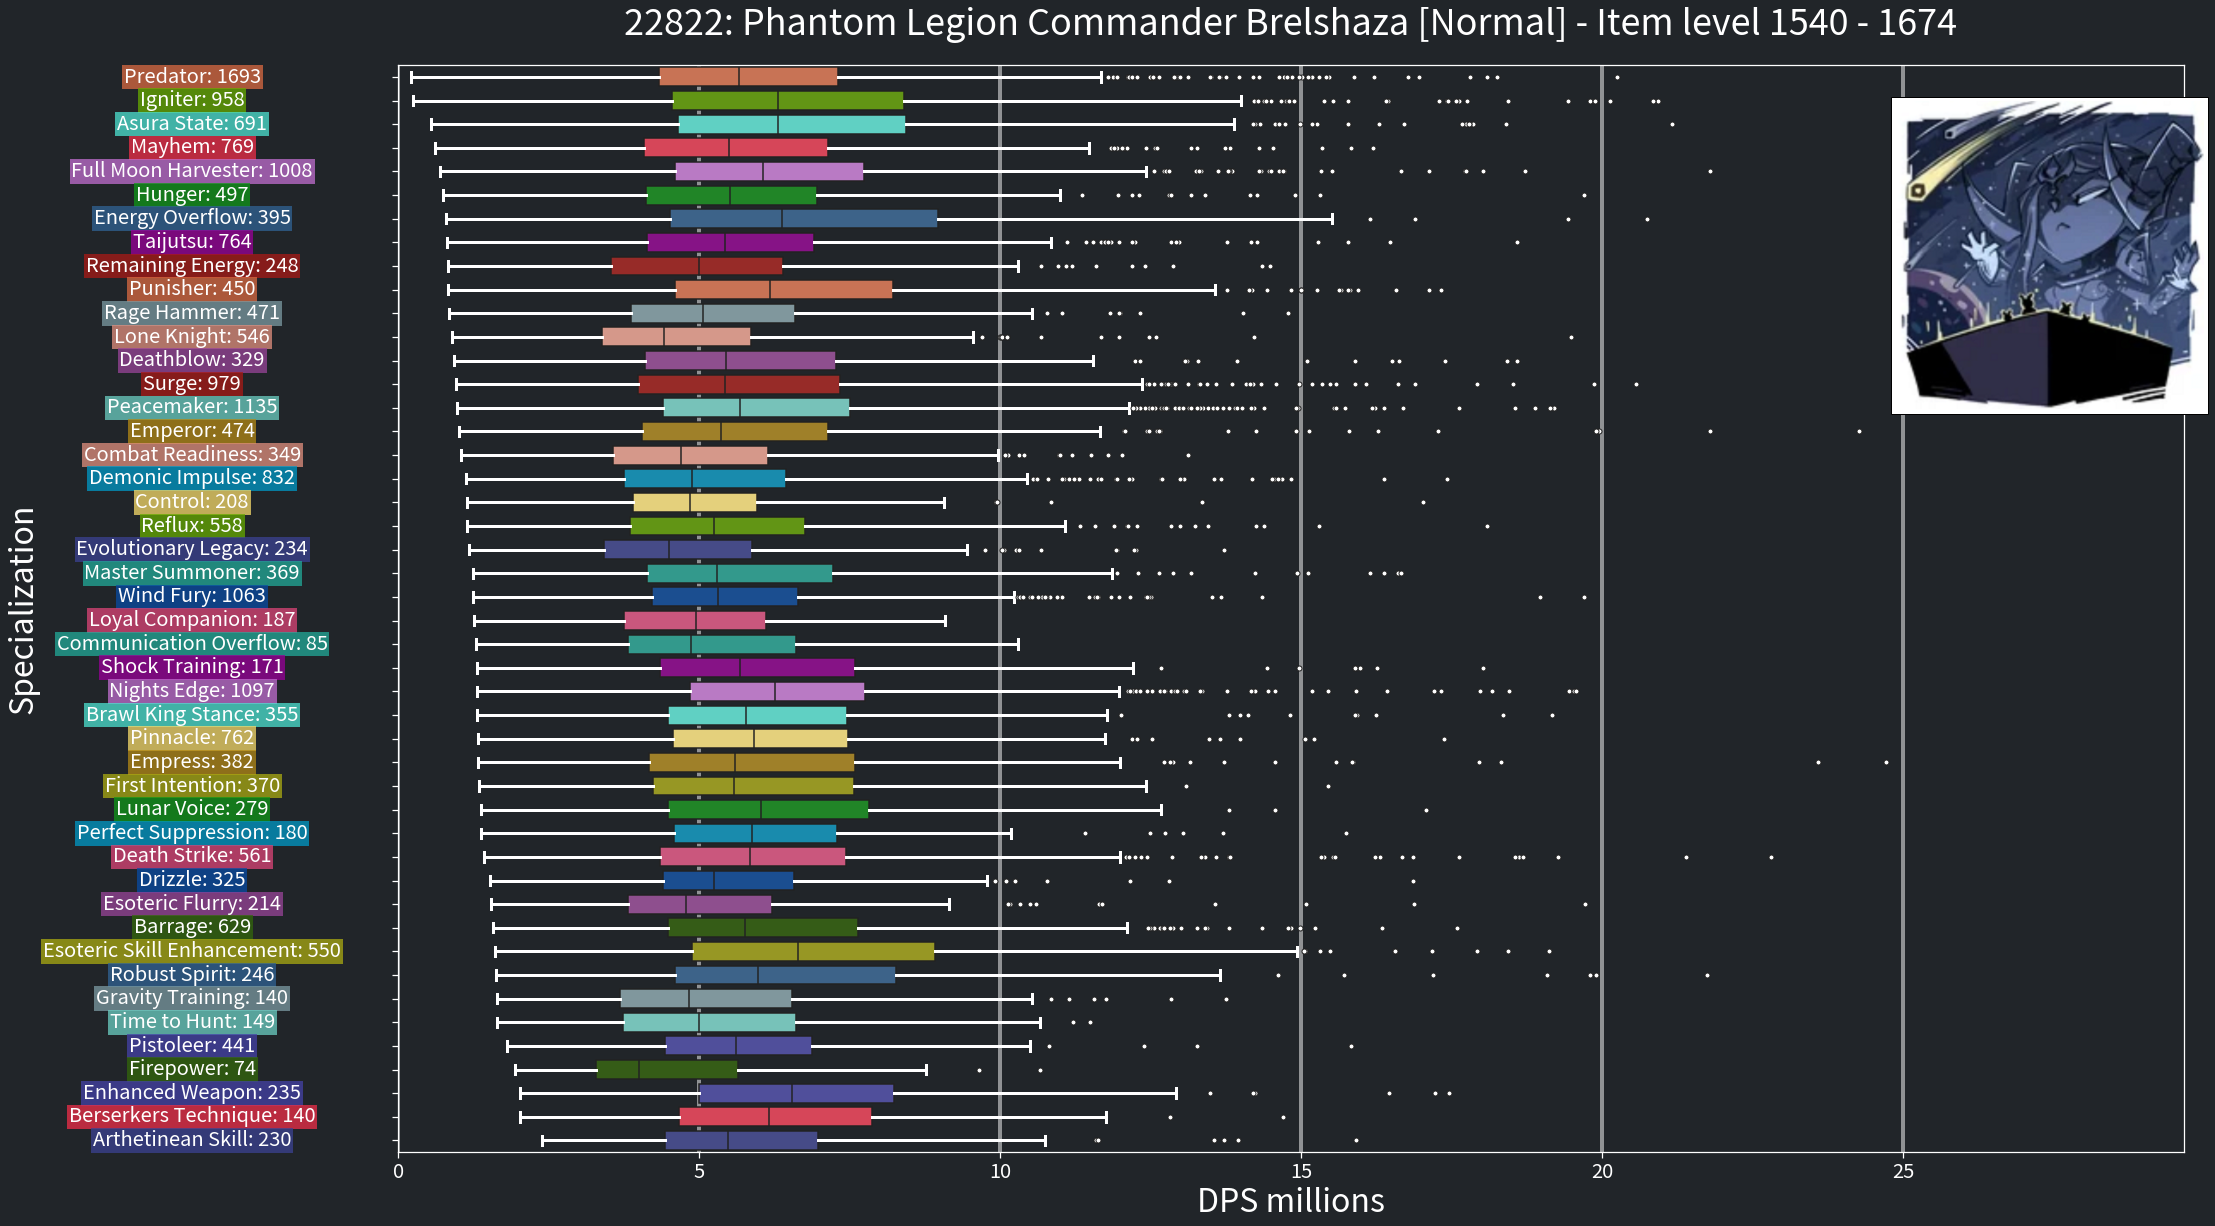 22822: Phantom Legion Commander Brelshaza [Normal] - Item level 1540 - 1674
Predator: 1693
Igniter: 958
Asura State: 691
Mayhem: 769
Full Moon Harvester: 1008
Hunger: 497
Energy Overflow: 395
Taijutsu: 764
Remaining Energy: 248
Punisher: 450
Rage Hammer: 471
Lone Knight: 546
Deathblow: 329
Surge: 979
Peacemaker: 1135
Emperor: 474
Combat Readiness: 349
Demonic Impulse: 832
Control: 208
Reflux: 558
Evolutionary Legacy: 234
Master Summoner: 369
Wind Fury: 1063
Loyal Companion: 187
Communication Overflow: 85
Shock Training: 171
Nights Edge: 1097
Brawl King Stance: 355
Pinnacle: 762
Empress: 382
First Intention: 370
Lunar Voice: 279
Perfect Suppression: 180
Death Strike: 561
Drizzle: 325
Esoteric Flurry: 214
Barrage: 629
Esoteric Skill Enhancement: 550
Robust Spirit: 246
Gravity Training: 140
Time to Hunt: 149
Pistoleer: 441
Firepower: 74
Enhanced Weapon: 235
Berserkers Technique: 140
Arthetinean Skill: 230
Specialization
0 5 10 15 20 25
DPS millions